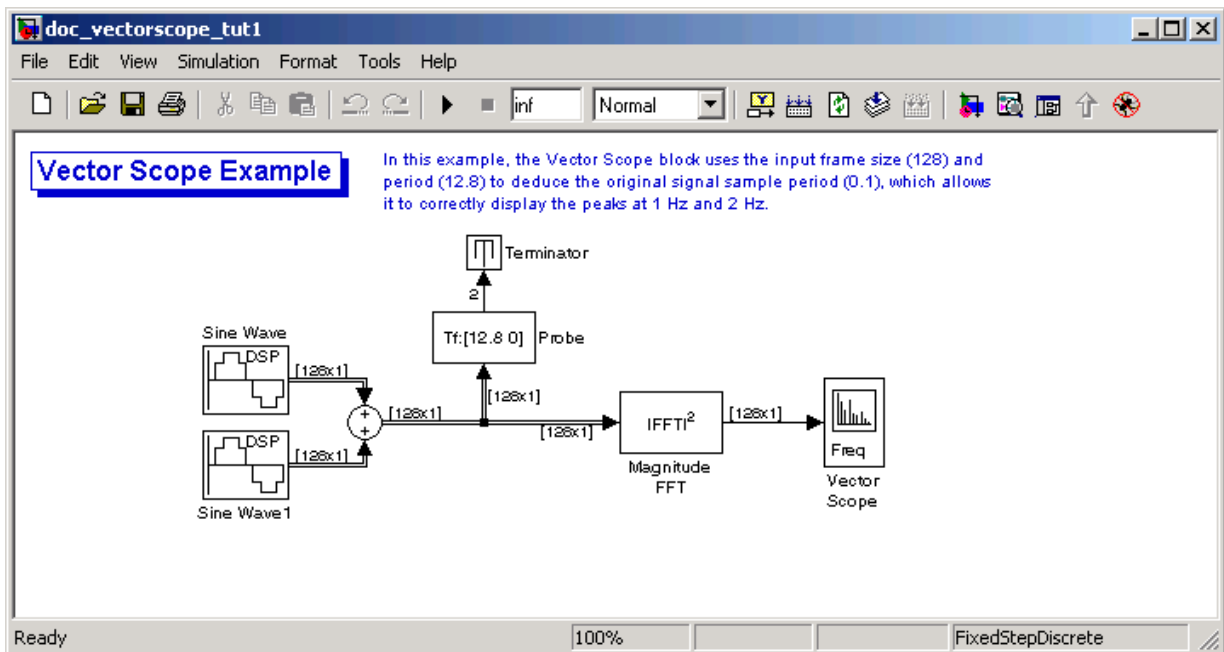 doc_vectorscope_tut1
File Edit View Simulation Format Tools Help
inf Normal
Vector Scope Example
In this example, the Vector Scope block uses the input frame size (128) and
period (12.8) to deduce the original signal sample period (0.1), which allows
it to correctly display the peaks at 1 Hz and 2 Hz.
Terminator
2
Tf:[12.8 0] Probe
Sine Wave
DSP
[128x1]
[128x1]
[128x1]
[128x1]
+
+
|FFT|²
[128x1]
Freq
Magnitude
FFT
Vector
Scope
DSP
[128x1]
Sine Wave1
Ready 100% FixedStepDiscrete